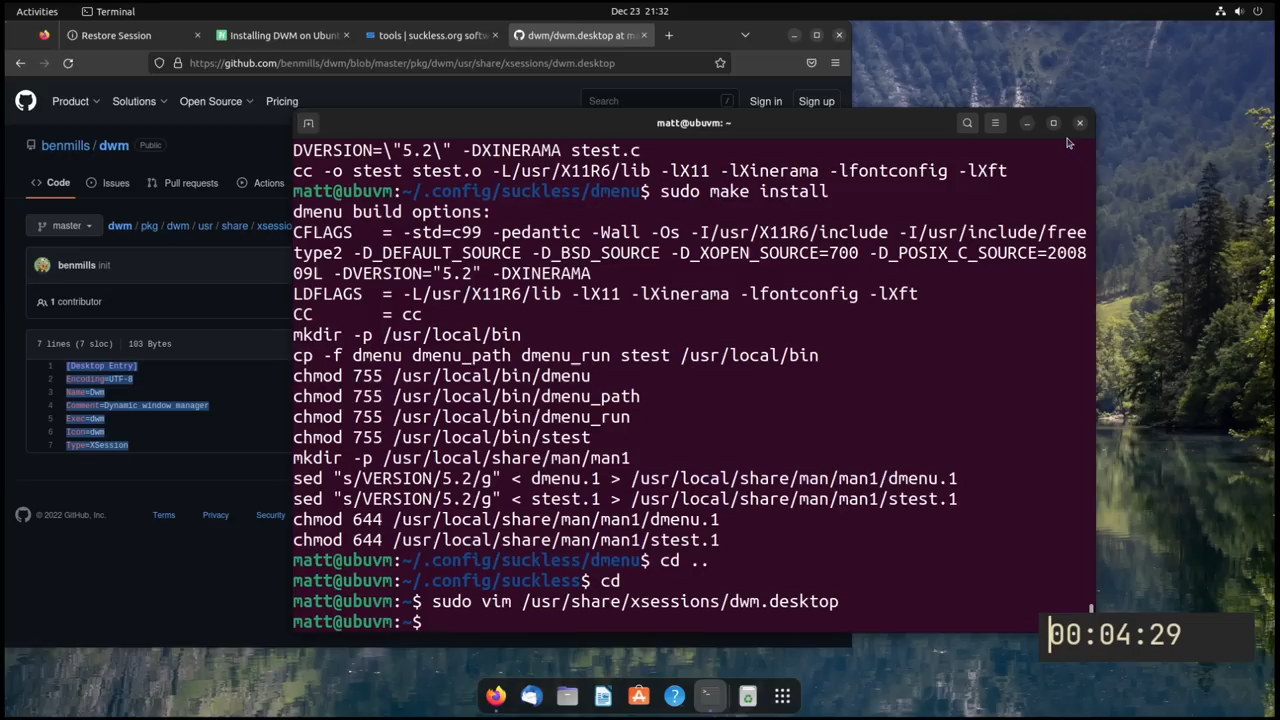 Activities
Terminal
Dec 23 21:32
Restore Session
Installing DWM on Ubun
tools | suckless.org softw
dwm/dwm.desktop at m
https://github.com/benmills/dwm/blob/master/pkg/dwm/usr/share/xsessions/dwm.desktop
Product
Solutions
Open Source
Pricing
Search
/
Sign in
Sign up
benmills / dwm
Public
Code
Issues
Pull requests
Actions
master
dwm / pkg / dwm / usr / share / xsessio
benmills init
1 contributor
7 lines (7 sloc)
103 Bytes
1 [Desktop Entry]
2 Encoding=UTF-8
3 Name=Dwm
4 Comment=Dynamic window manager
5 Exec=dwm
6 Icon=dwm
7 Type=XSession
© 2022 GitHub, Inc.
Terms
Privacy
Security
matt@ubuvm: ~
DVERSION=\"5.2\" -DXINERAMA stest.c
cc -o stest stest.o -L/usr/X11R6/lib -lX11 -lXinerama -lfontconfig -lXft
matt@ubuvm:~/.config/suckless/dmenu$ sudo make install
dmenu build options:
CFLAGS   = -std=c99 -pedantic -Wall -Os -I/usr/X11R6/include -I/usr/include/free
type2 -D_DEFAULT_SOURCE -D_BSD_SOURCE -D_XOPEN_SOURCE=700 -D_POSIX_C_SOURCE=2008
09L -DVERSION="5.2" -DXINERAMA
LDFLAGS  = -L/usr/X11R6/lib -lX11 -lXinerama -lfontconfig -lXft
CC       = cc
mkdir -p /usr/local/bin
cp -f dmenu dmenu_path dmenu_run stest /usr/local/bin
chmod 755 /usr/local/bin/dmenu
chmod 755 /usr/local/bin/dmenu_path
chmod 755 /usr/local/bin/dmenu_run
chmod 755 /usr/local/bin/stest
mkdir -p /usr/local/share/man/man1
sed "s/VERSION/5.2/g" < dmenu.1 > /usr/local/share/man/man1/dmenu.1
sed "s/VERSION/5.2/g" < stest.1 > /usr/local/share/man/man1/stest.1
chmod 644 /usr/local/share/man/man1/dmenu.1
chmod 644 /usr/local/share/man/man1/stest.1
matt@ubuvm:~/.config/suckless/dmenu$ cd ..
matt@ubuvm:~/.config/suckless$ cd
matt@ubuvm:~$ sudo vim /usr/share/xsessions/dwm.desktop
matt@ubuvm:~$
00:04:29